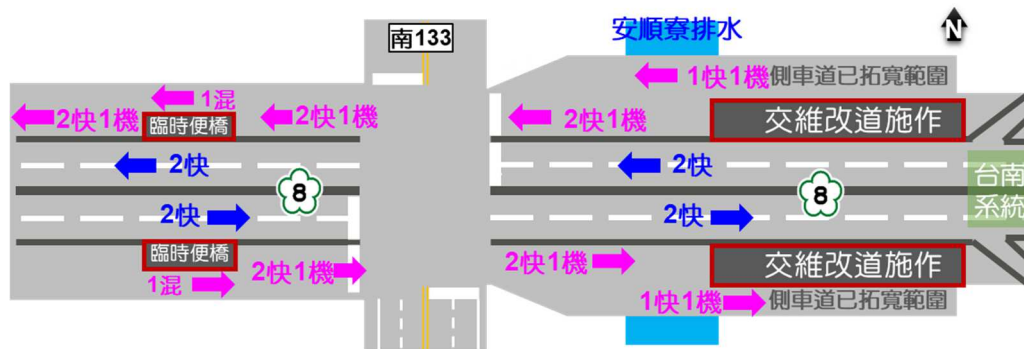 南133
安順寮排水
N
1快1機
側車道已拓寬範圍
1混
2快1機
臨時便橋
2快1機
2快1機
交維改道施作
2快
2快
台南
系統
8
8
2快
2快
臨時便橋
1混
2快1機
2快1機
交維改道施作
1快1機
側車道已拓寬範圍